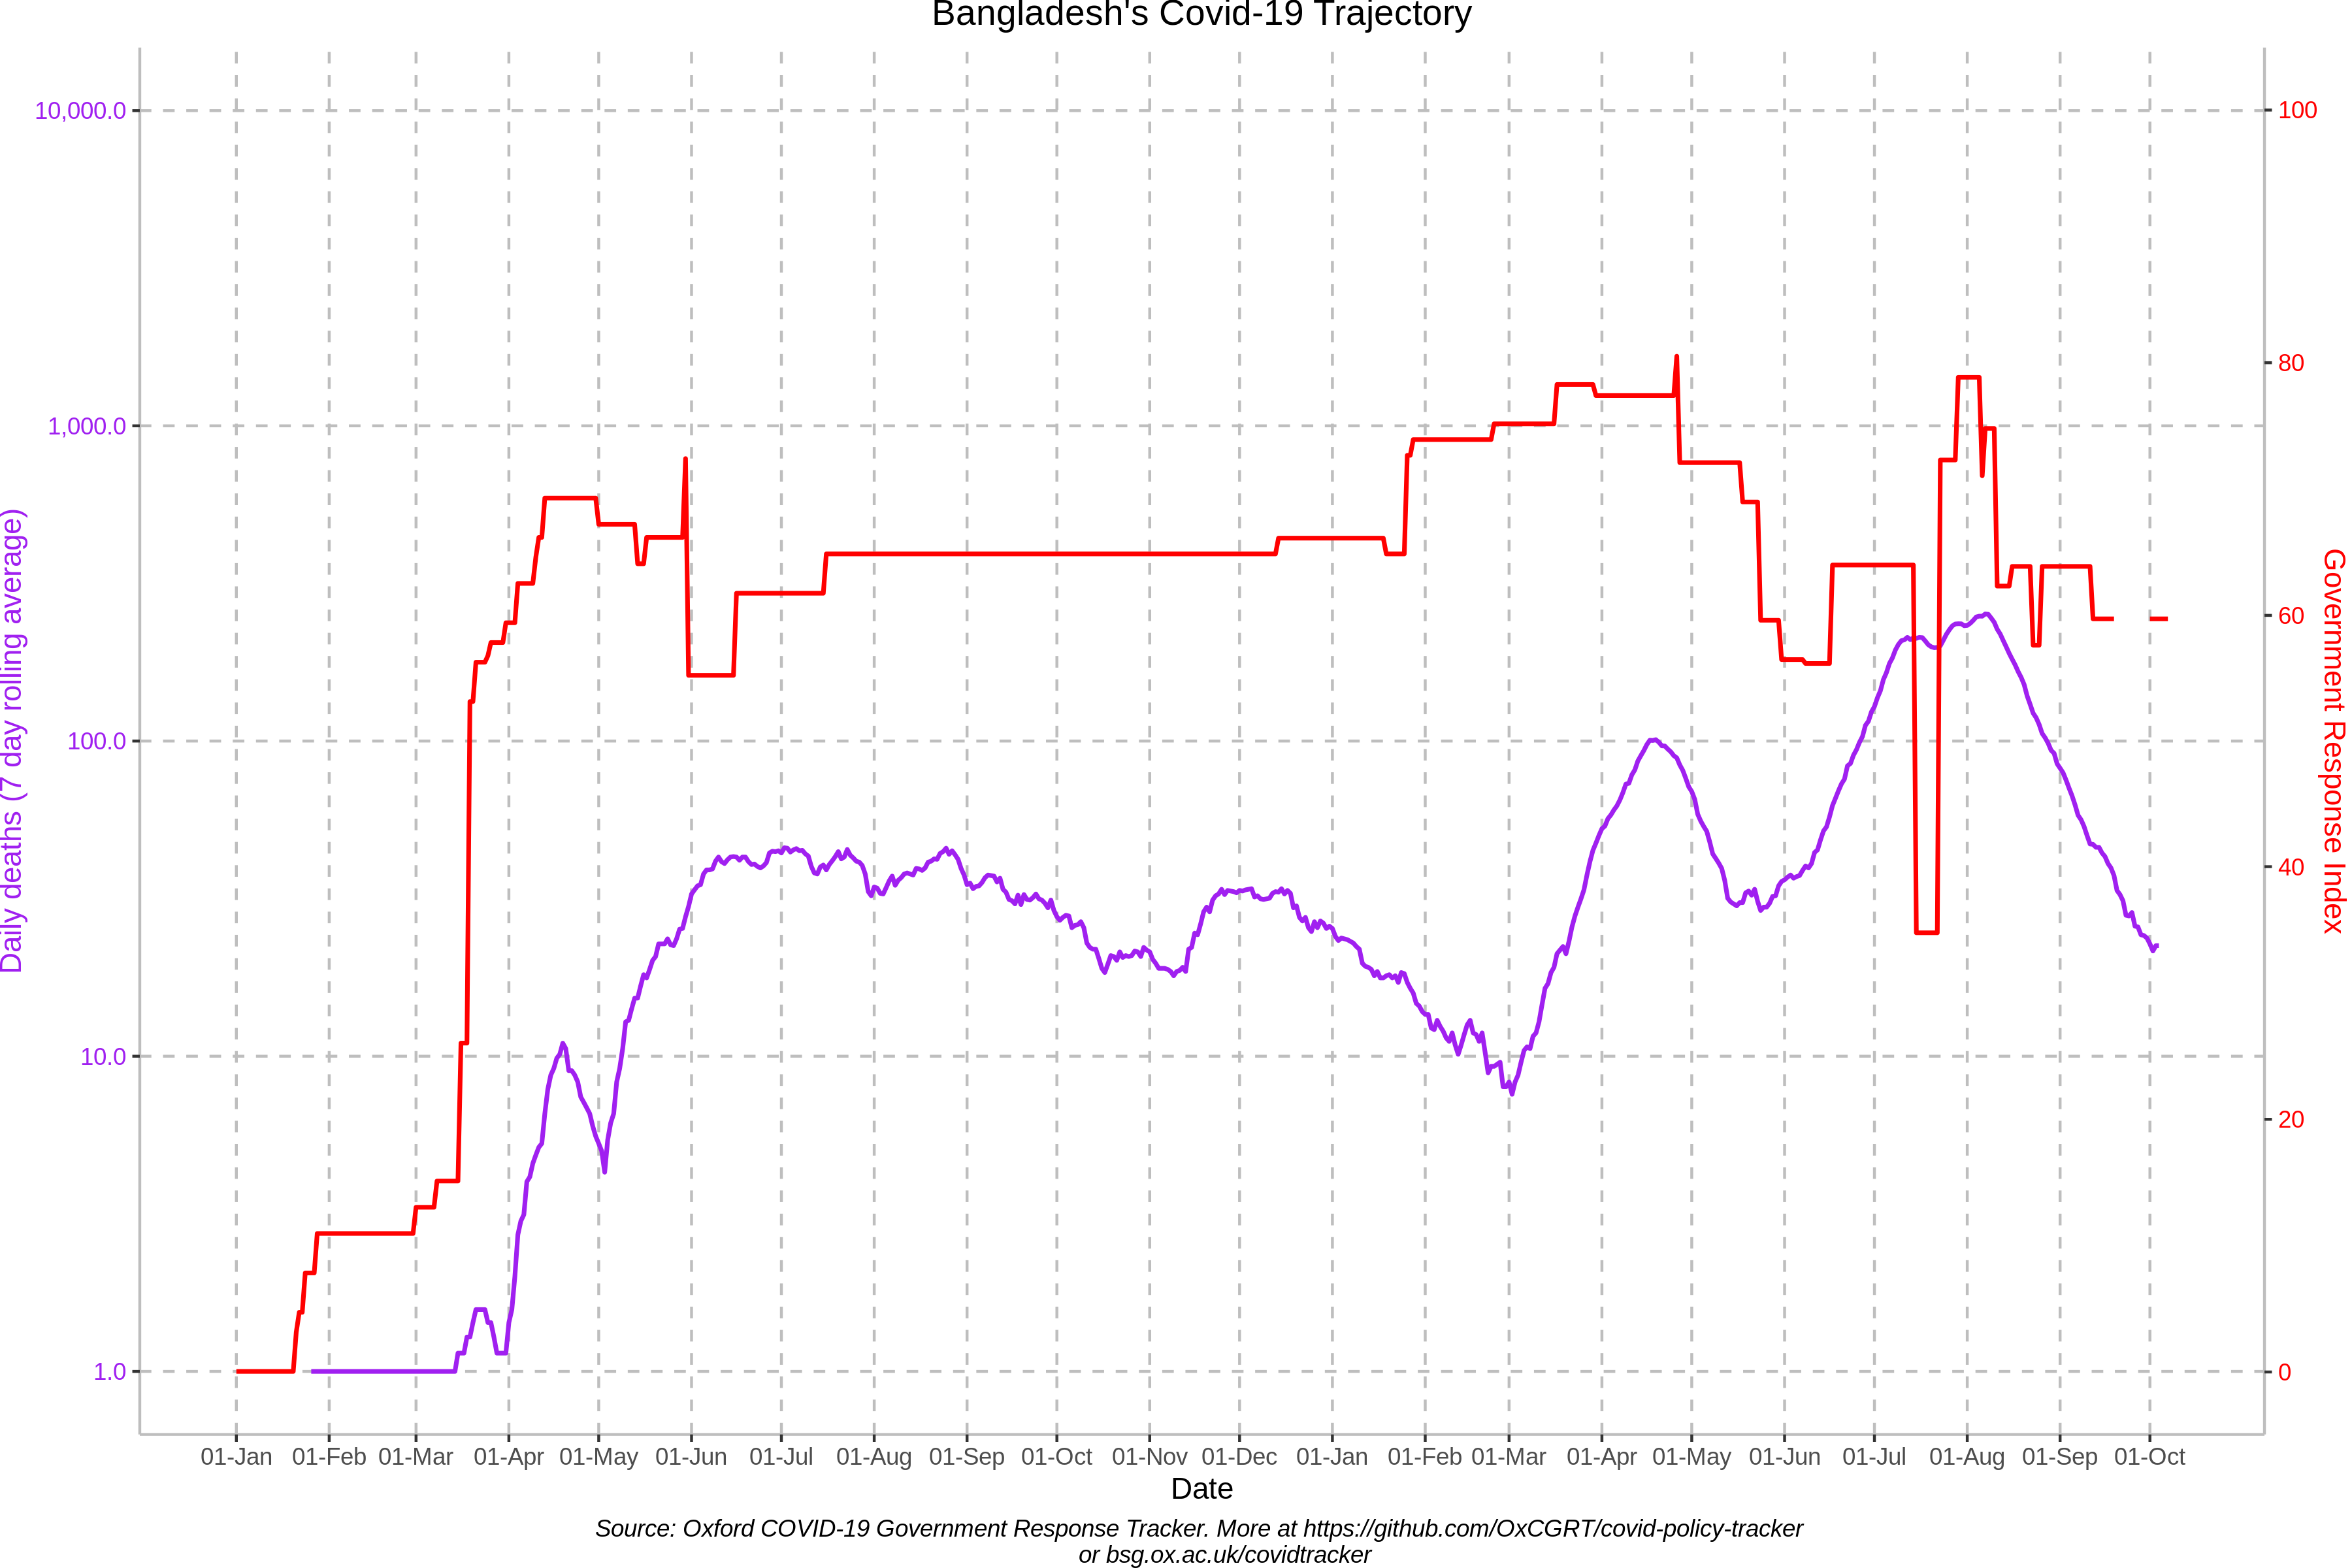 Bangladesh's Covid-19 Trajectory
10,000.0
1,000.0
100.0
10.0
1.0
Daily deaths (7 day rolling average)
100
80
60
40
20
0
Government Response Index
01-Jan 01-Feb 01-Mar 01-Apr 01-May 01-Jun 01-Jul 01-Aug 01-Sep 01-Oct 01-Nov 01-Dec 01-Jan 01-Feb 01-Mar 01-Apr 01-May 01-Jun 01-Jul 01-Aug 01-Sep 01-Oct
Date
Source: Oxford COVID-19 Government Response Tracker. More at https://github.com/OxCGRT/covid-policy-tracker
or bsg.ox.ac.uk/covidtracker